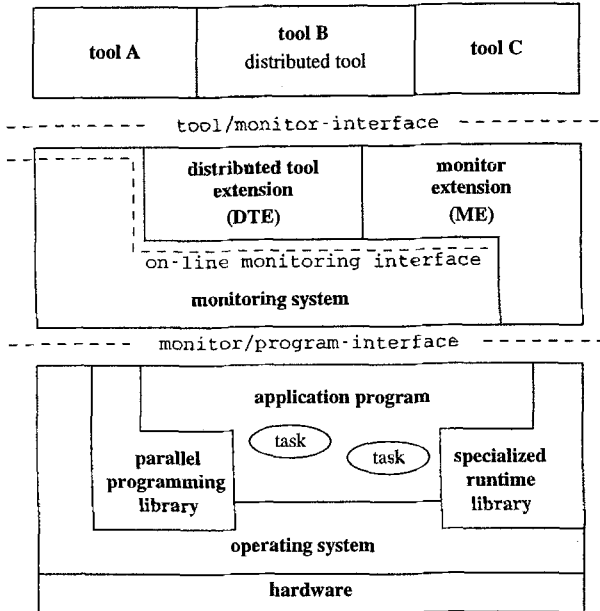 tool A
tool B
distributed tool
tool C
tool/monitor-interface
distributed tool
extension
(DTE)
monitor
extension
(ME)
on-line monitoring interface
monitoring system
monitor/program-interface
application program
task
task
parallel
programming
library
specialized
runtime
library
operating system
hardware